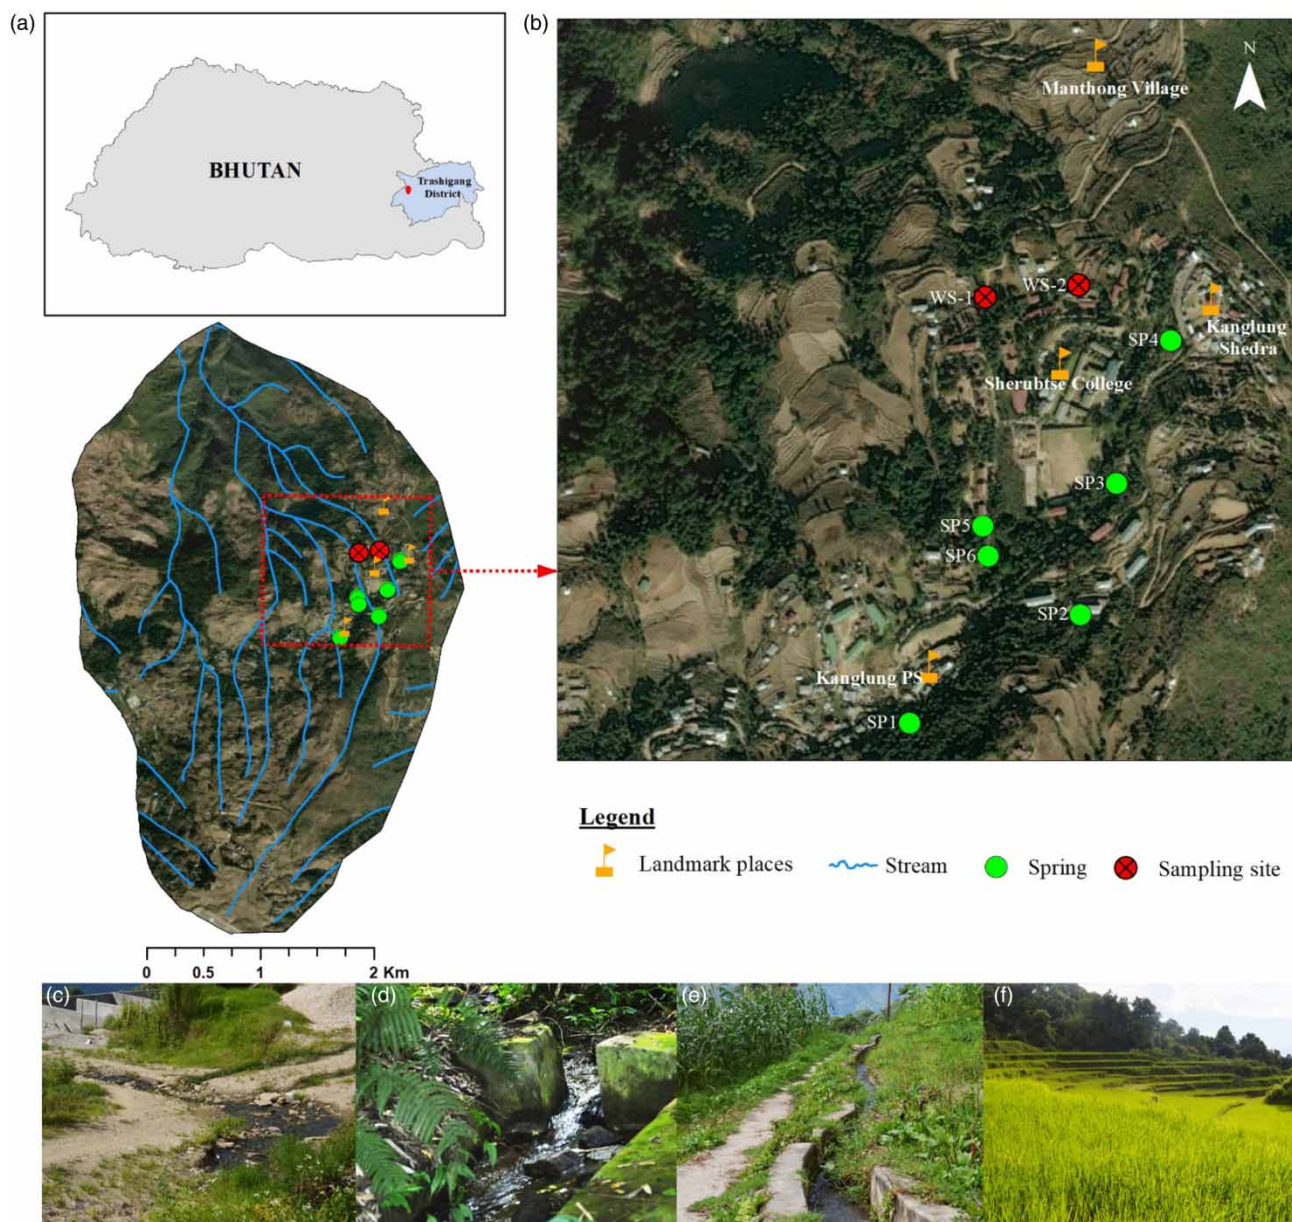 (a)
BHUTAN
Trashigang
District
(b)
N
Manthong Village
WS-1
WS-2
Kanglung
Shedra
SP4
Sherubtse College
SP3
SP5
SP6
SP2
Kanglung PS
SP1
Legend
Landmark places
Stream
Spring
Sampling site
0 0.5 1 2 Km
(c)
(d)
(e)
(f)